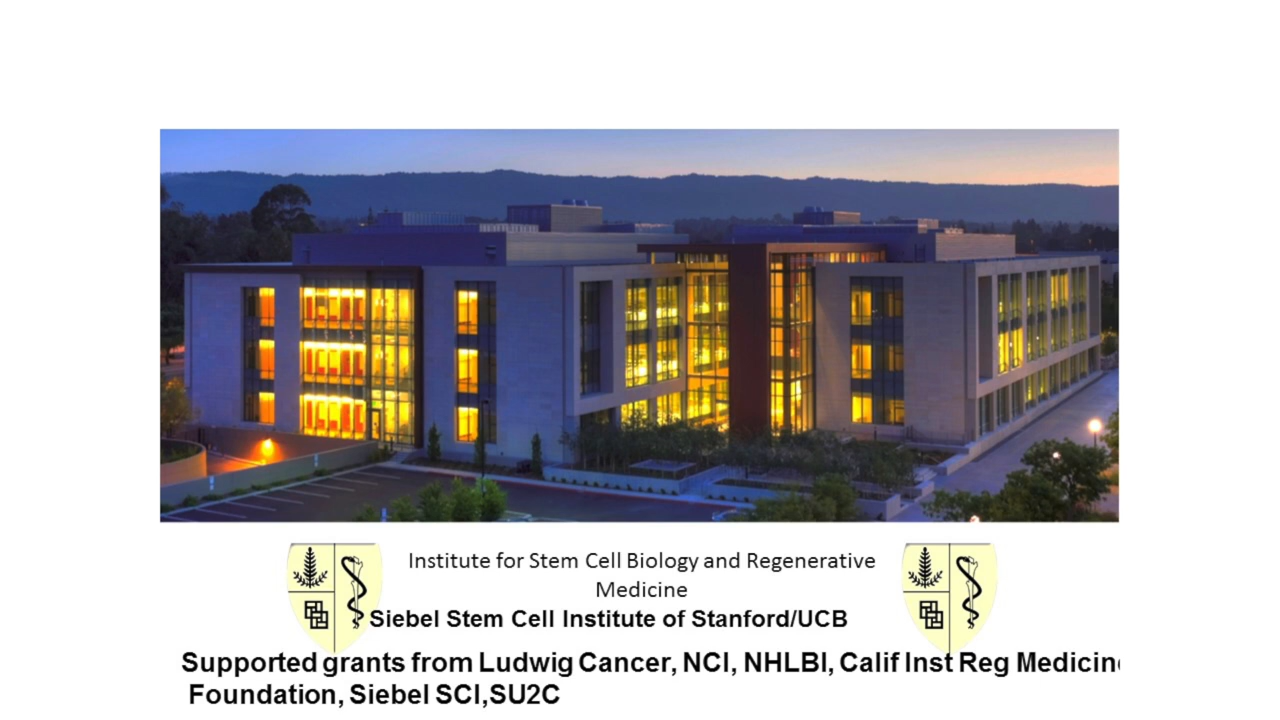 Institute for Stem Cell Biology and Regenerative
Medicine
Siebel Stem Cell Institute of Stanford/UCB
Supported grants from Ludwig Cancer, NCI, NHLBI, Calif Inst Reg
Foundation, Siebel SCI,SU2C